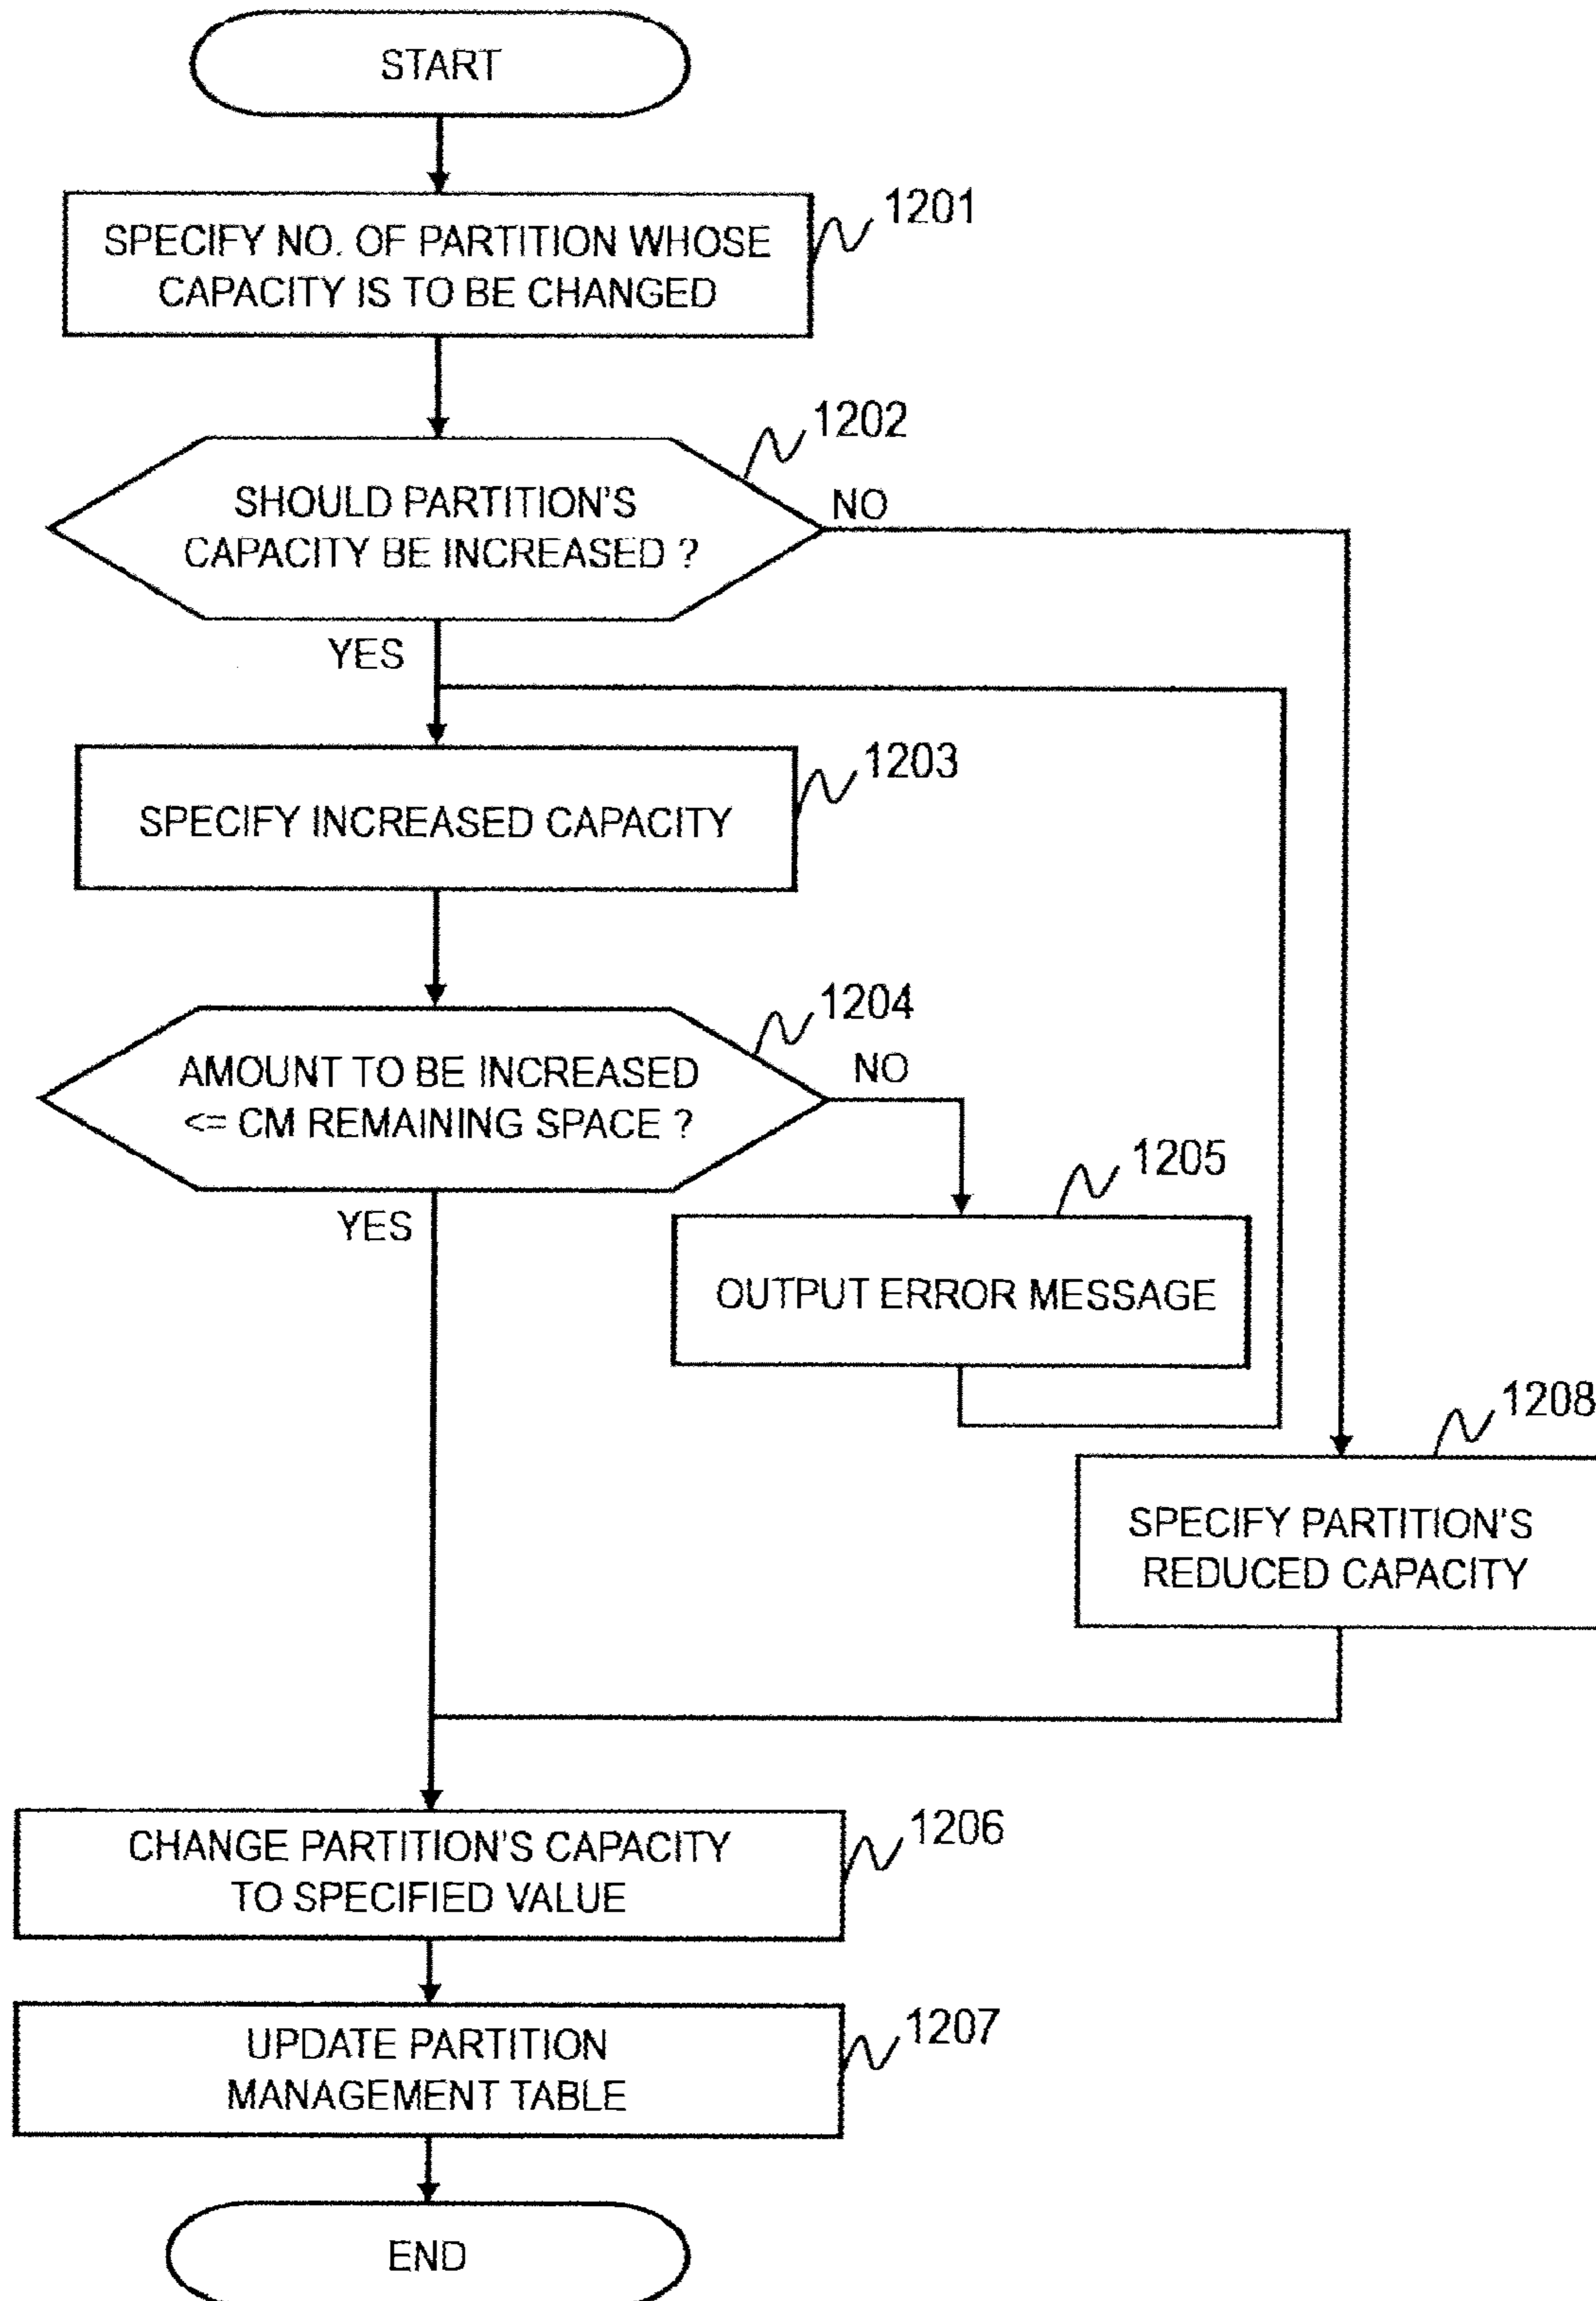 START
1201
SPECIFY NO. OF PARTITION WHOSE
CAPACITY IS TO BE CHANGED
1202
SHOULD PARTITION'S
CAPACITY BE INCREASED ?
NO
YES
1203
SPECIFY INCREASED CAPACITY
1204
AMOUNT TO BE INCREASED
<= CM REMAINING SPACE ?
NO
YES
1205
OUTPUT ERROR MESSAGE
1208
SPECIFY PARTITION'S
REDUCED CAPACITY
1206
CHANGE PARTITION'S CAPACITY
TO SPECIFIED VALUE
1207
UPDATE PARTITION
MANAGEMENT TABLE
END